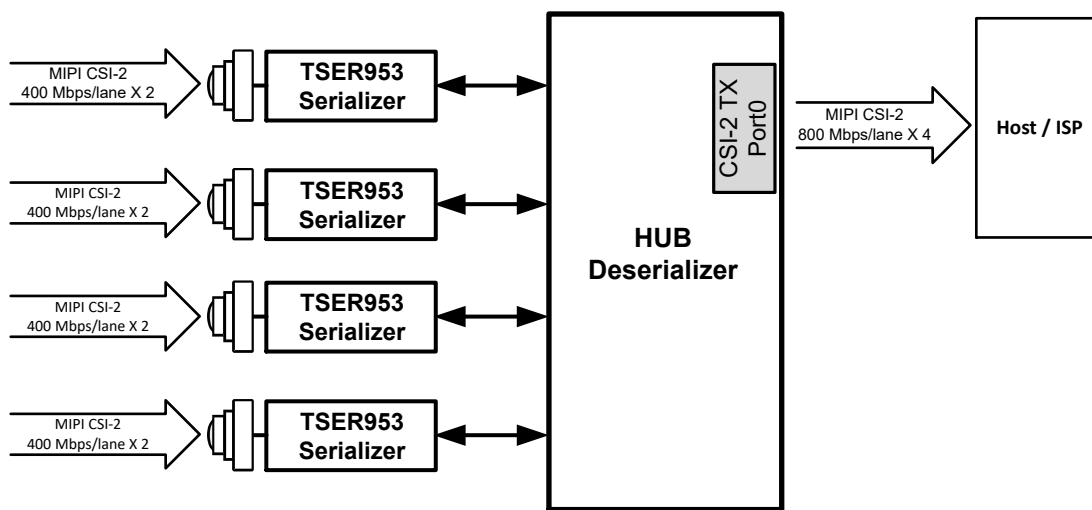 MIPI CSI-2
400 Mbps/lane X 2
TSER953
Serializer
MIPI CSI-2
400 Mbps/lane X 2
TSER953
Serializer
MIPI CSI-2
400 Mbps/lane X 2
TSER953
Serializer
MIPI CSI-2
400 Mbps/lane X 2
TSER953
Serializer
HUB
Deserializer
CSI-2 TX
Port0
MIPI CSI-2
800 Mbps/lane X 4
Host / ISP